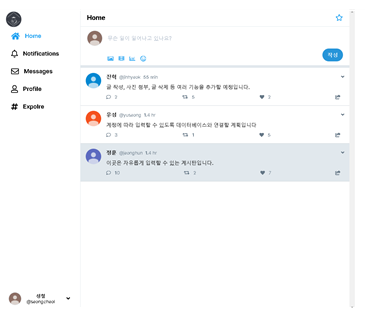 Home
Home
Notifications
Messages
Profile
# Explore
무슨 일이 일어나고 있나요?
작성
진혁 @jinhyuk 55 min
글 작성, 사진 첨부, 글 삭제 등 여러 기능을 추가할 예정입니다.
3 6 3
우성 @yuseong 1.4 hr
계정에 따라 입력할 수 있도록 데이터베이스와 연결할 계획입니다
3 1 6
정훈 @jeonghun 1.4 hr
이곳은 자유롭게 입력할 수 있는 게시판입니다.
10 2 7
성철
@seongcheol